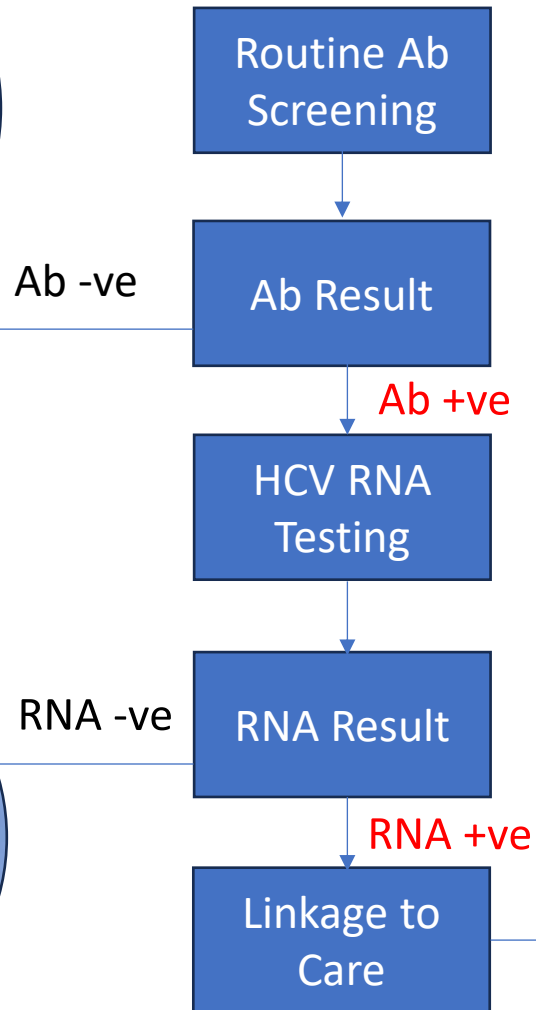 Routine Ab
Screening
Ab -ve
Ab Result
Ab +ve
HCV RNA
Testing
RNA -ve
RNA Result
RNA +ve
Linkage to
Care